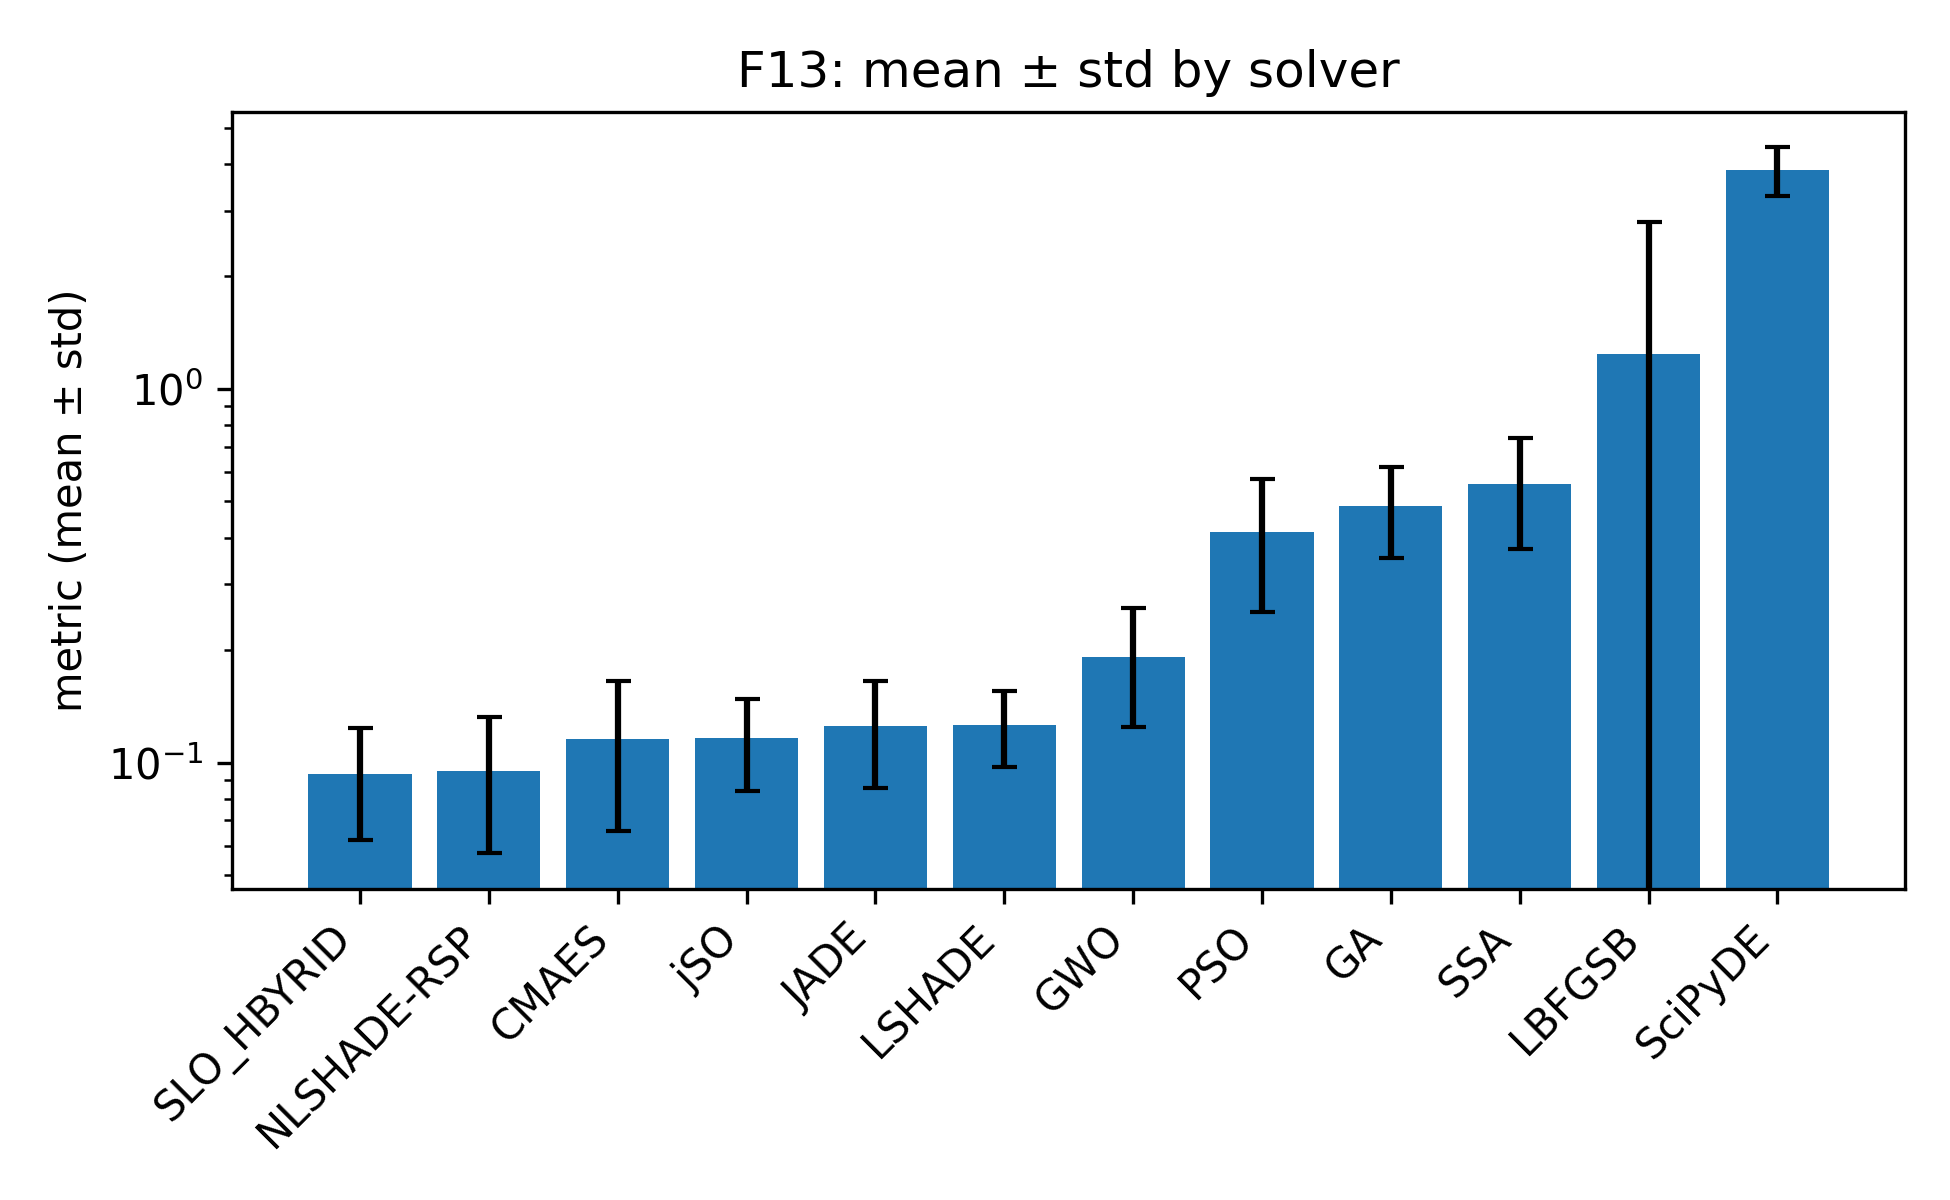 F13: mean ± std by solver
metric (mean ± std)
10⁰
10⁻¹
SLO_HBYRID
NLSHADE-RSP
CMAES
jSO
JADE
LSHADE
GWO
PSO
GA
SSA
LBFGSB
SciPyDE